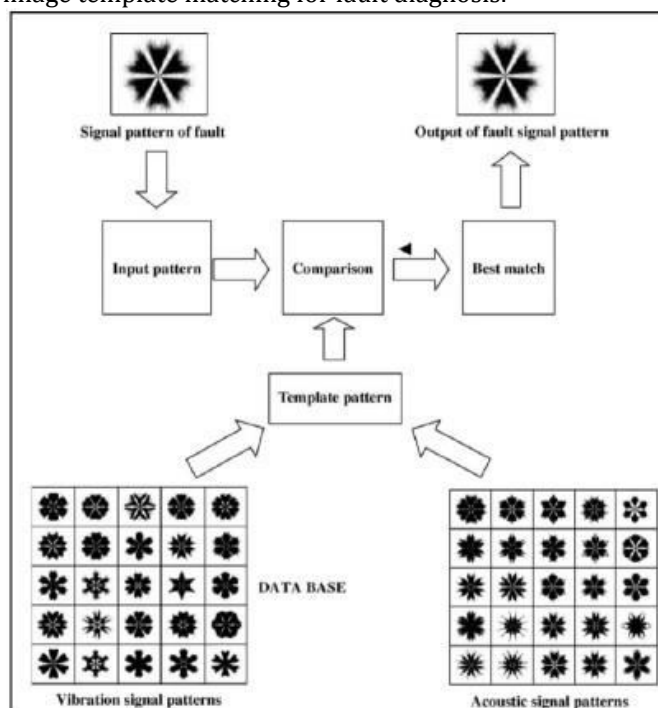 image template matching for fault diagnosis.
Signal pattern of fault
Output of fault signal pattern
Input pattern
Comparison
Best match
Template pattern
DATA BASE
Vibration signal patterns
Acoustic signal patterns